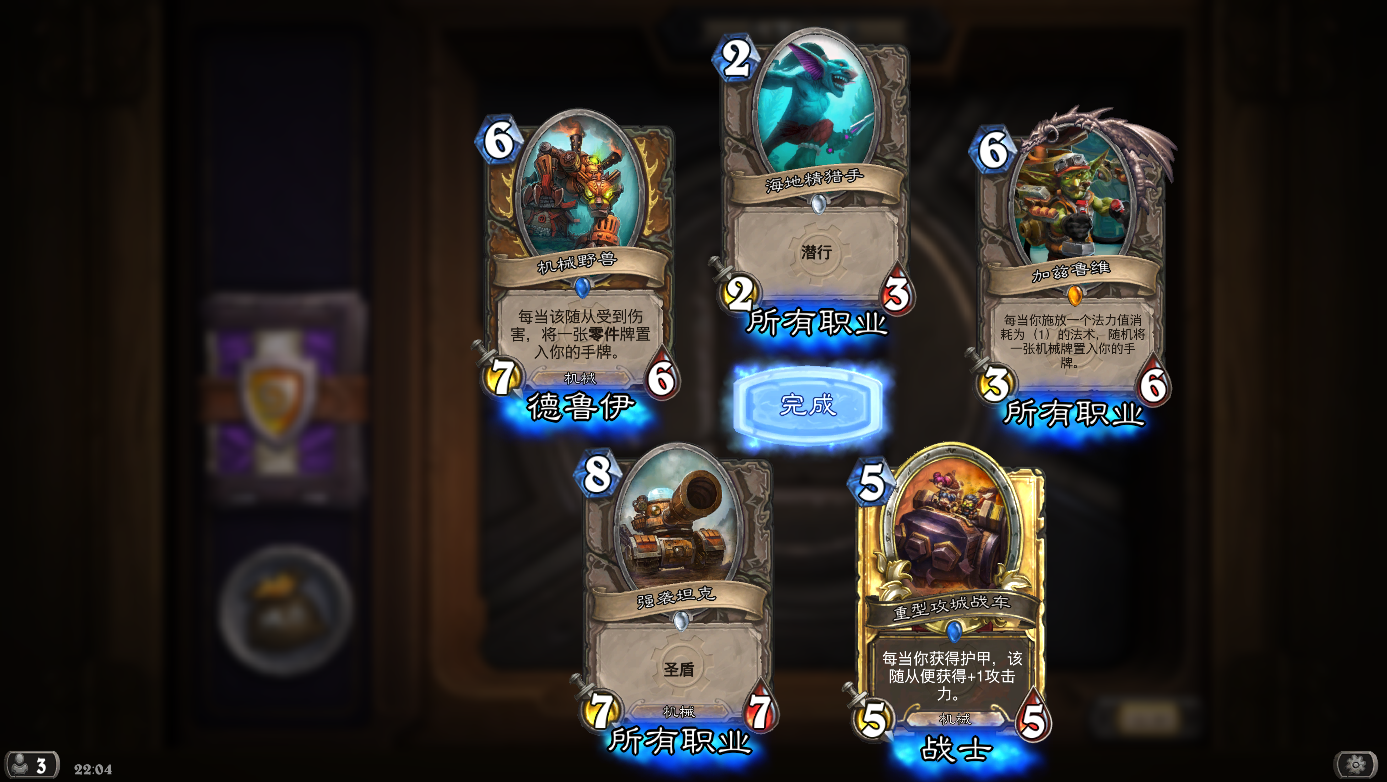 2
海地精猎手
潜行
2
3
所有职业
6
机械野兽
每当该随从受到伤
害，将一张零件牌置
入你的手牌。
7
机械
6
德鲁伊
6
加兹鲁维
每当你施放一个法力值消
耗为（1）的法术，随机将
一张机械牌置入你的手
牌。
3
6
所有职业
完成
8
强袭坦克
圣盾
7
机械
7
所有职业
5
重型攻城战车
每当你获得护甲，该
随从便获得+1攻击
力。
5
机械
5
战士
3
22:04